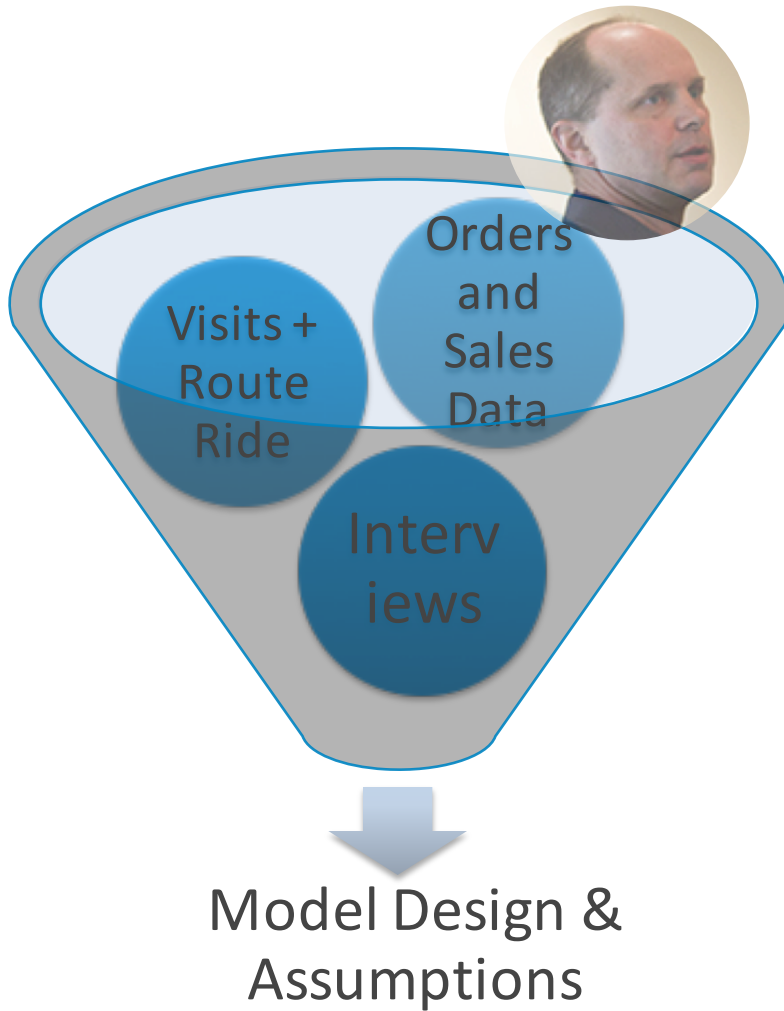 Orders
and
Sales
Data
Visits +
Route
Ride
Interv
iews
Model Design &
Assumptions